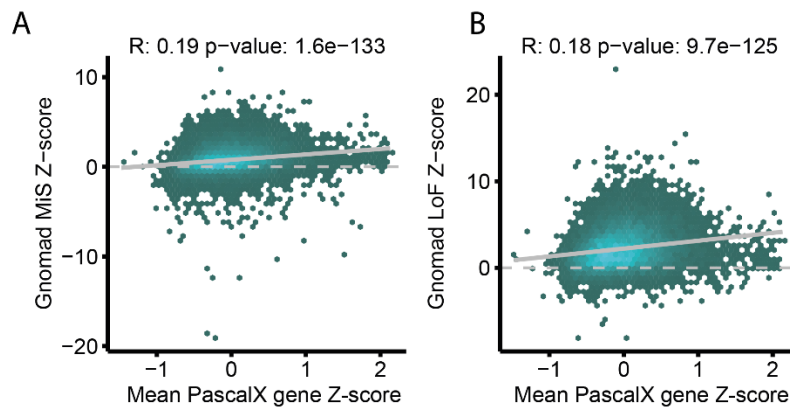 A
R: 0.19 p-value: 1.6e-133
Gnomad MiS Z-score
10
0
−10
−20
−1
0
1
2
Mean PascalX gene Z-score
B
R: 0.18 p-value: 9.7e-125
Gnomad LoF Z-score
20
10
0
−1
0
1
2
Mean PascalX gene Z-score